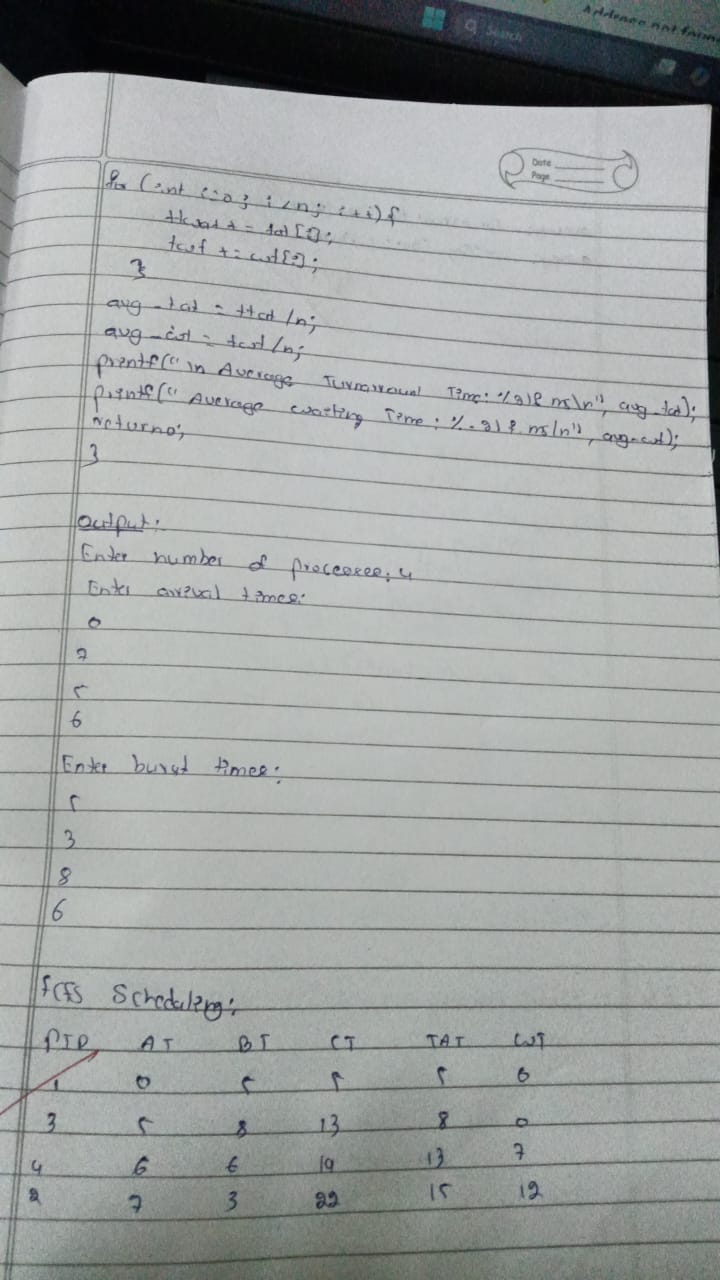 Address not foun
Search
Date
Page
for (int i=0; i<n; i++) {
ttat += tat[i];
twt += wt[i];
}
avg_tat = ttat/n;
avg_wt = twt/n;
printf("\n Average Turnaround Time: %.2lf ms\n", avg_tat);
printf(" Average waiting Time: %.2lf ms\n", avg_wt);
return 0;
}
Output:
Enter number of processes: 4
Enter arrival times:
0
7
5
6
Enter burst times:
5
3
8
6
FCFS Scheduling:
PID AT BT CT TAT WT
1 0 5 5 5 0
3 5 8 13 8 0
4 6 6 19 13 7
2 7 3 22 15 12